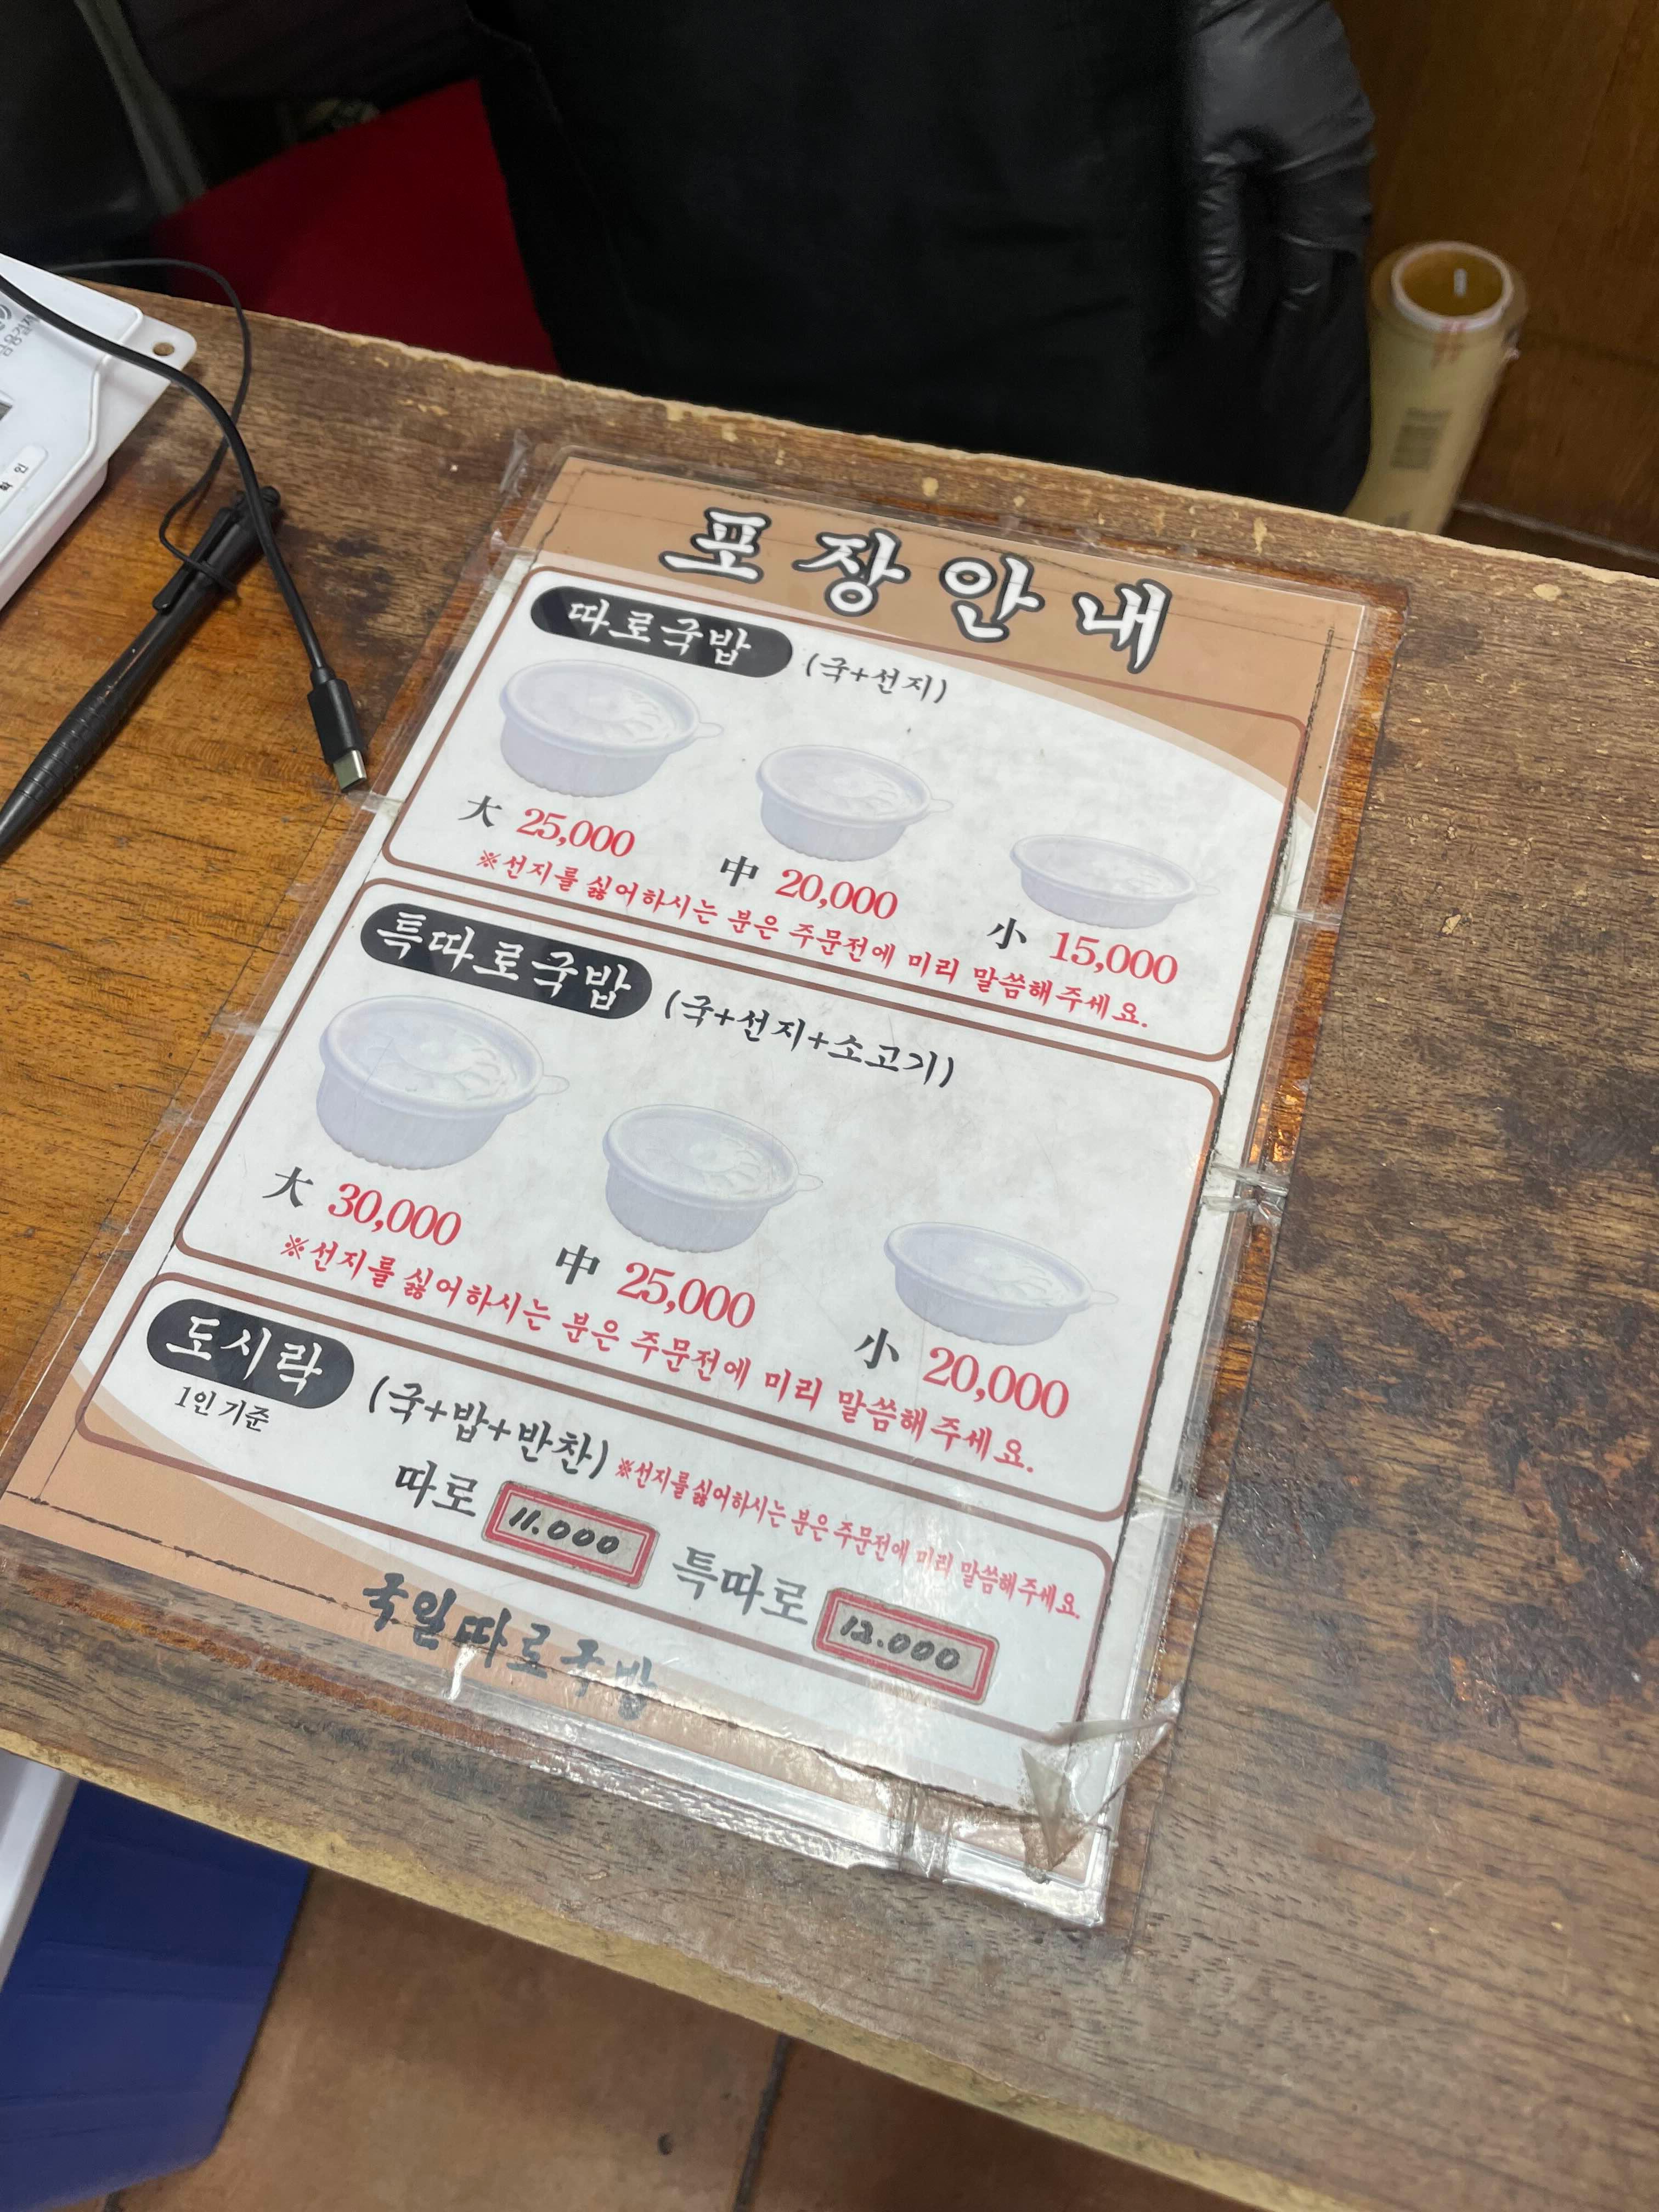 포장안내
따로국밥 (국+선지)
大 25,000
中 20,000
小 15,000
※선지를 싫어하시는 분은 주문전에 미리 말씀해주세요.
특따로국밥 (국+선지+소고기)
大 30,000
中 25,000
小 20,000
※선지를 싫어하시는 분은 주문전에 미리 말씀해주세요.
도시락 (국+밥+반찬) ※선지를 싫어하시는 분은 주문전에 미리 말씀해주세요.
1인 기준
따로 11.000
특따로 12.000
국일따로국밥